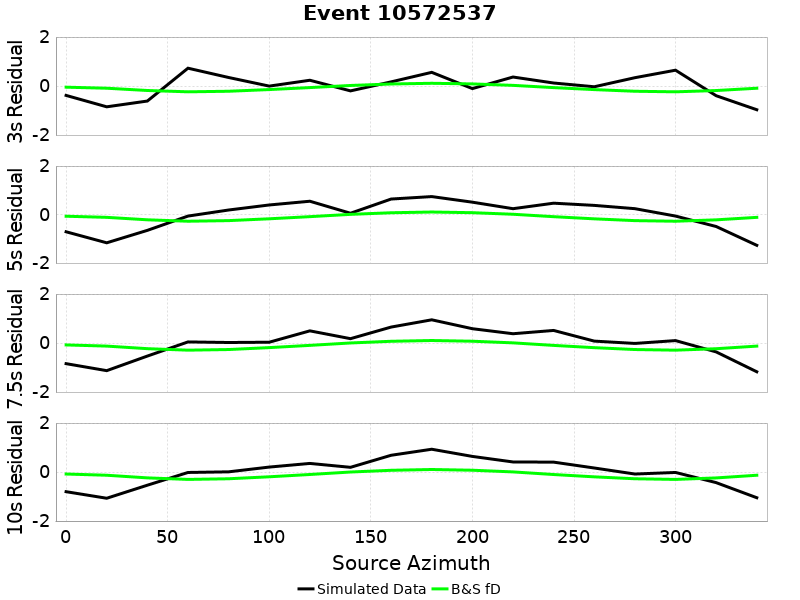 Event 10572537
3s Residual
2
0
-2
5s Residual
2
0
-2
7.5s Residual
2
0
-2
10s Residual
2
0
-2
0 50 100 150 200 250 300
Source Azimuth
Simulated Data B&S fD